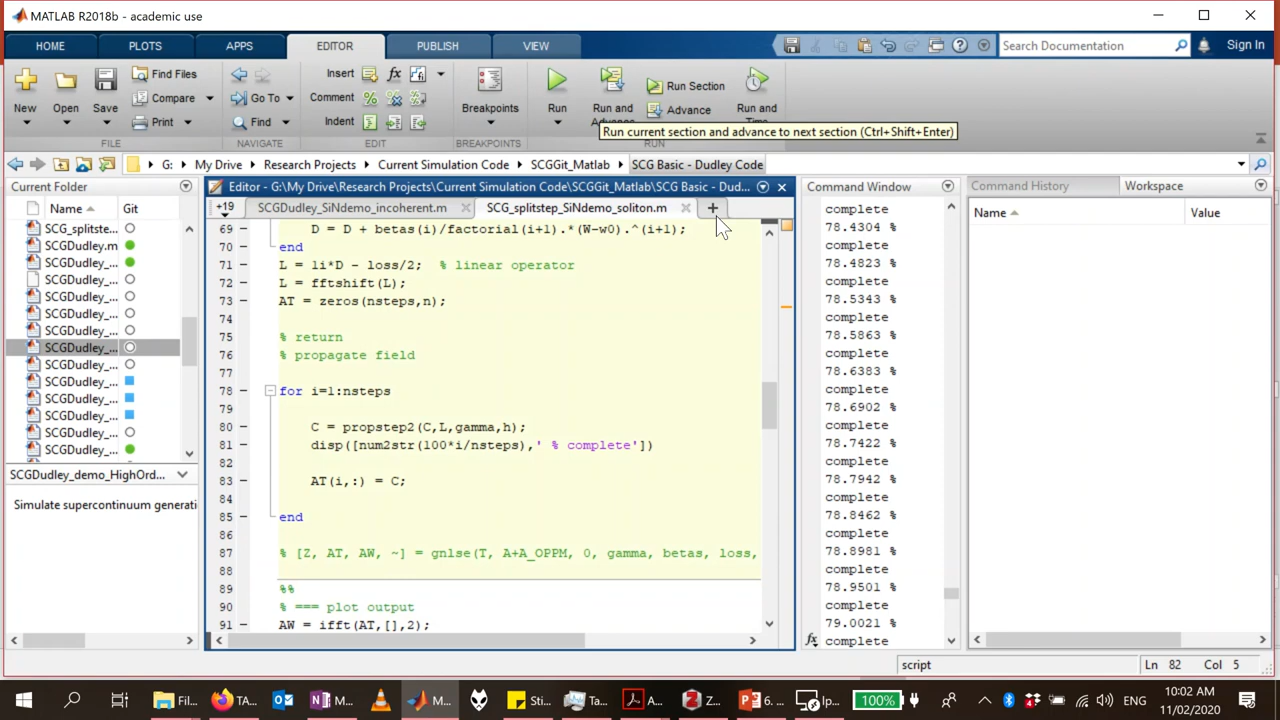 MATLAB R2018b - academic use
HOME PLOTS APPS EDITOR PUBLISH VIEW Search Documentation Sign In
New Open Save Find Files Compare Print
Go To Find
Insert fx
Comment
Indent
Breakpoints Run Run and Advance Run Section Advance Run and Time
FILE NAVIGATE EDIT BREAKPOINTS RUN
Run current section and advance to next section (Ctrl+Shift+Enter)
G: My Drive Research Projects Current Simulation Code SCGGit_Matlab SCG Basic - Dudley Code
Current Folder
Name Git
SCG_splitste...
SCGDudley.m
SCGDudley_...
SCGDudley_...
SCGDudley_...
SCGDudley_...
SCGDudley_...
SCGDudley_...
SCGDudley_...
SCGDudley_...
SCGDudley_...
SCGDudley_...
SCGDudley_...
SCGDudley_...
SCGDudley_demo_HighOrd...
Simulate supercontinuum generati
Editor - G:\My Drive\Research Projects\Current Simulation Code\SCGGit_Matlab\SCG Basic - Dud...
+19 SCGDudley_SiNdemo_incoherent.m SCG_splitstep_SiNdemo_soliton.m
69 – D = D + betas(i)/factorial(i+1).*(W-w0).^(i+1);
70 – end
71 – L = 1i*D - loss/2; % linear operator
72 – L = fftshift(L);
73 – AT = zeros(nsteps,n);
74
75 % return
76 % propagate field
77
78 – for i=1:nsteps
79
80 – C = propstep2(C,L,gamma,h);
81 – disp([num2str(100*i/nsteps),' % complete'])
82
83 – AT(i,:) = C;
84
85 – end
86
87 % [Z, AT, AW, ~] = gnlse(T, A+A_OPPM, 0, gamma, betas, loss,
88
89 %%
90 % === plot output
91 – AW = ifft(AT,[],2);
Command Window
complete
78.4304 %
complete
78.4823 %
complete
78.5343 %
complete
78.5863 %
complete
78.6383 %
complete
78.6902 %
complete
78.7422 %
complete
78.7942 %
complete
78.8462 %
complete
78.8981 %
complete
78.9501 %
complete
79.0021 %
complete
fx
Command History Workspace
Name Value
script Ln 82 Col 5
Fil... TA... M... M... Sti... Ta... A... Z... 6. ... Ip... 100% ENG 10:02 AM
11/02/2020